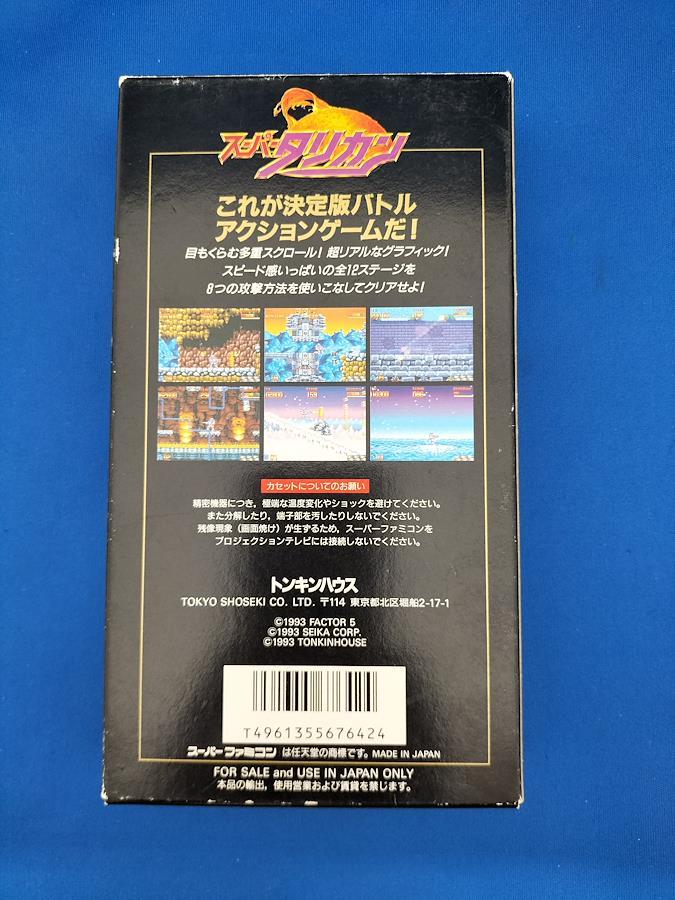 スーパータリカン
これが決定版バトル
アクションゲームだ!
目もくらむ多重スクロール! 超リアルなグラフィック!
スピード感いっぱいの全12ステージを
8つの攻撃方法を使いこなしてクリアせよ!
カセットについてのお願い
精密機器につき、極端な温度変化やショックを避けてください。
また分解したり、端子部を汚したりしないでください。
残像現象(画面焼け)が生ずるため、スーパーファミコンを
プロジェクションテレビには接続しないでください。
トンキンハウス
TOKYO SHOSEKI CO. LTD. 〒114 東京都北区堀船2-17-1
©1993 FACTOR 5
©1993 SEIKA CORP.
©1993 TONKINHOUSE
T4961355676424
スーパーファミコン は任天堂の商標です。 MADE IN JAPAN
FOR SALE and USE IN JAPAN ONLY
本品の輸出、使用営業および賃貸を禁じます。